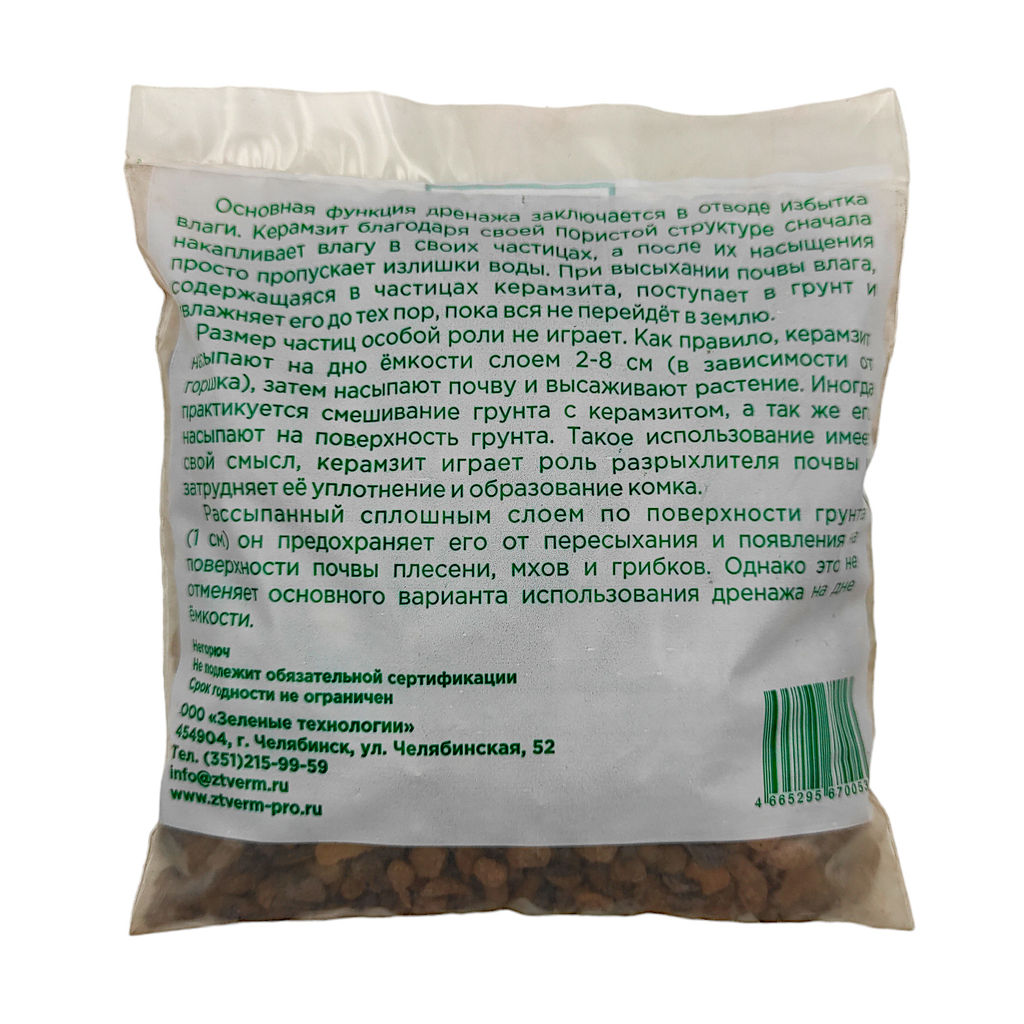 Основная функция дренажа заключается в отводе избытка
влаги. Керамзит благодаря своей пористой структуре сначала
накапливает влагу в своих частицах, а после их насыщения
просто пропускает излишки воды. При высыхании почвы влага,
содержащаяся в частицах керамзита, поступает в грунт и
влажняет его до тех пор, пока вся не перейдёт в землю.
Размер частиц особой роли не играет. Как правило, керамзит
насыпают на дно ёмкости слоем 2-8 см (в зависимости от
горшка), затем насыпают почву и высаживают растение. Иногда
практикуется смешивание грунта с керамзитом, а так же его
насыпают на поверхность грунта. Такое использование имее
свой смысл, керамзит играет роль разрыхлителя почвы
затрудняет её уплотнение и образование комка.
Рассыпанный сплошным слоем по поверхности грунта
(1 см) он предохраняет его от пересыхания и появления на
поверхности почвы плесени, мхов и грибков. Однако это не
отменяет основного варианта использования дренажа на дне
ёмкости.
Негорюч
Не подлежит обязательной сертификации
Срок годности не ограничен
ООО «Зеленые технологии»
454904, г. Челябинск, ул. Челябинская, 52
Тел. (351)215-99-59
info@ztverm.ru
www.ztverm-pro.ru
4 665295 670053